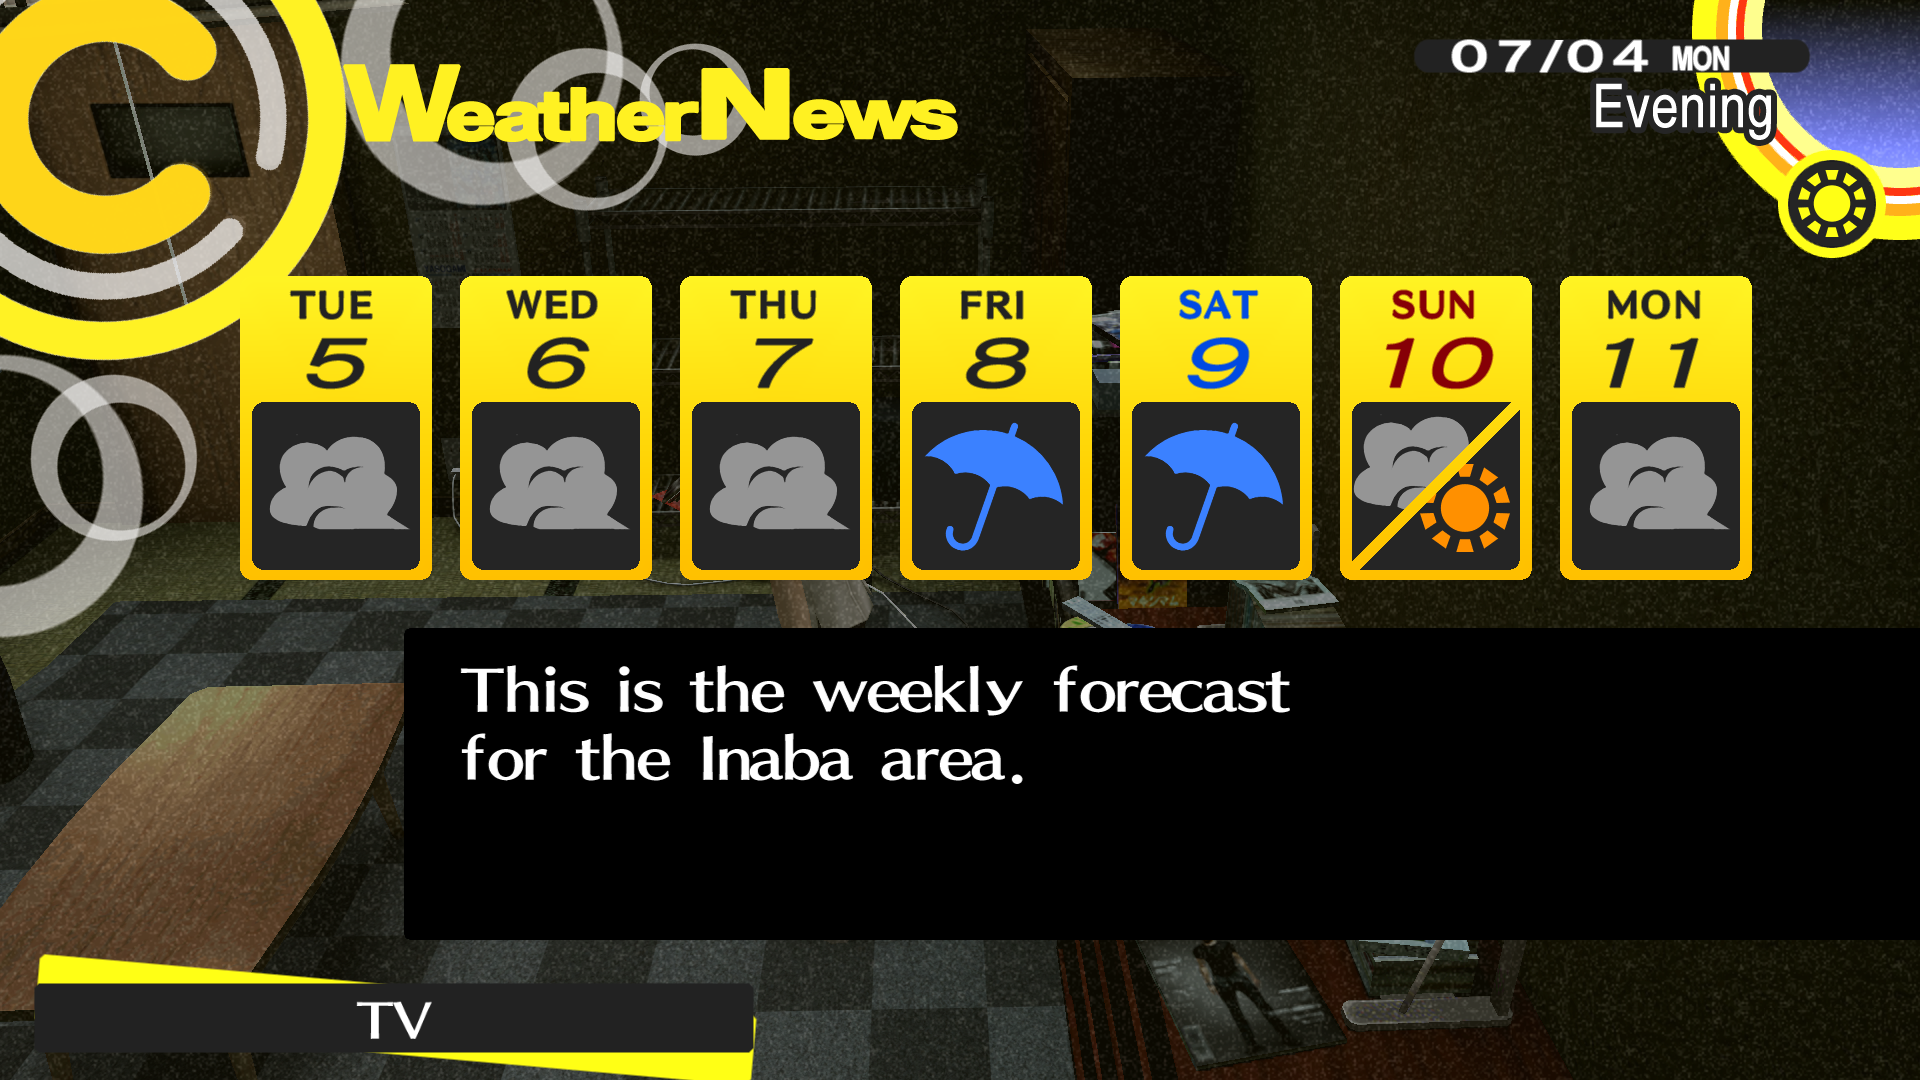 WeatherNews
07/04 MON
Evening
TUE
5
WED
6
THU
7
FRI
8
SAT
9
SUN
10
MON
11
This is the weekly forecast
for the Inaba area.
TV